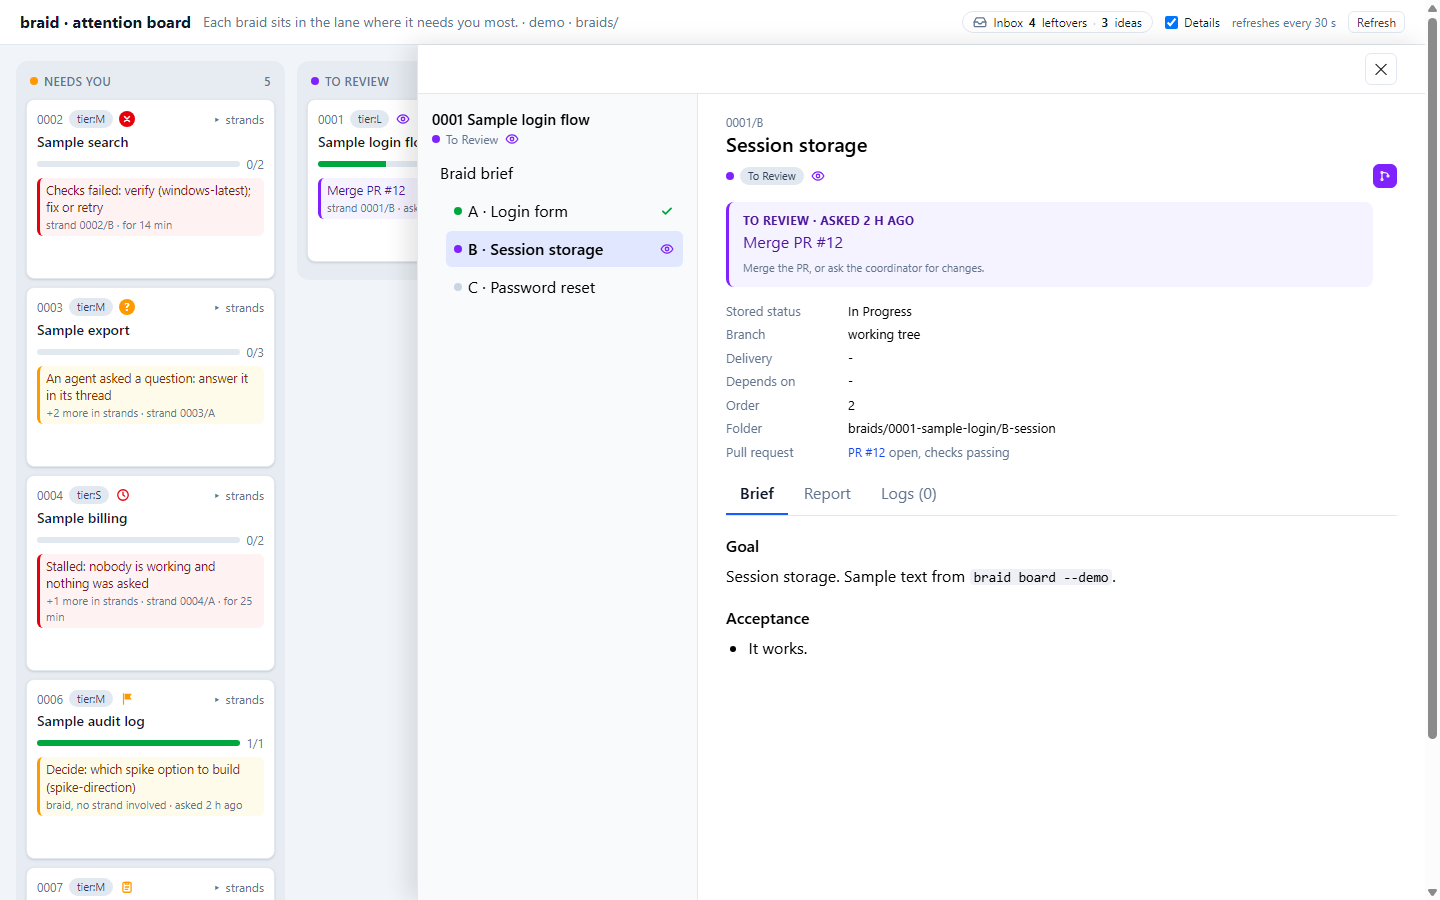 braid · attention board Each braid sits in the lane where it needs you most. · demo · braids/ Inbox 4 leftovers · 3 ideas Details refreshes every 30 s Refresh
NEEDS YOU 5
0002 tier:M strands
Sample search
0/2
Checks failed: verify (windows-latest);
fix or retry
strand 0002/B · for 14 min
0003 tier:M strands
Sample export
0/3
An agent asked a question: answer it
in its thread
+2 more in strands · strand 0003/A
0004 tier:S strands
Sample billing
0/2
Stalled: nobody is working and
nothing was asked
+1 more in strands · strand 0004/A · for 25
min
0006 tier:M strands
Sample audit log
1/1
Decide: which spike option to build
(spike-direction)
braid, no strand involved · asked 2 h ago
0007 tier:M strands
TO REVIEW
0001 tier:L
Sample login
Merge PR #12
strand 0001/B
0001 Sample login flow
To Review
Braid brief
A · Login form
B · Session storage
C · Password reset
0001/B
Session storage
To Review
TO REVIEW · ASKED 2 H AGO
Merge PR #12
Merge the PR, or ask the coordinator for changes.
Stored status In Progress
Branch working tree
Delivery -
Depends on -
Order 2
Folder braids/0001-sample-login/B-session
Pull request PR #12 open, checks passing
Brief Report Logs (0)
Goal
Session storage. Sample text from braid board --demo.
Acceptance
• It works.